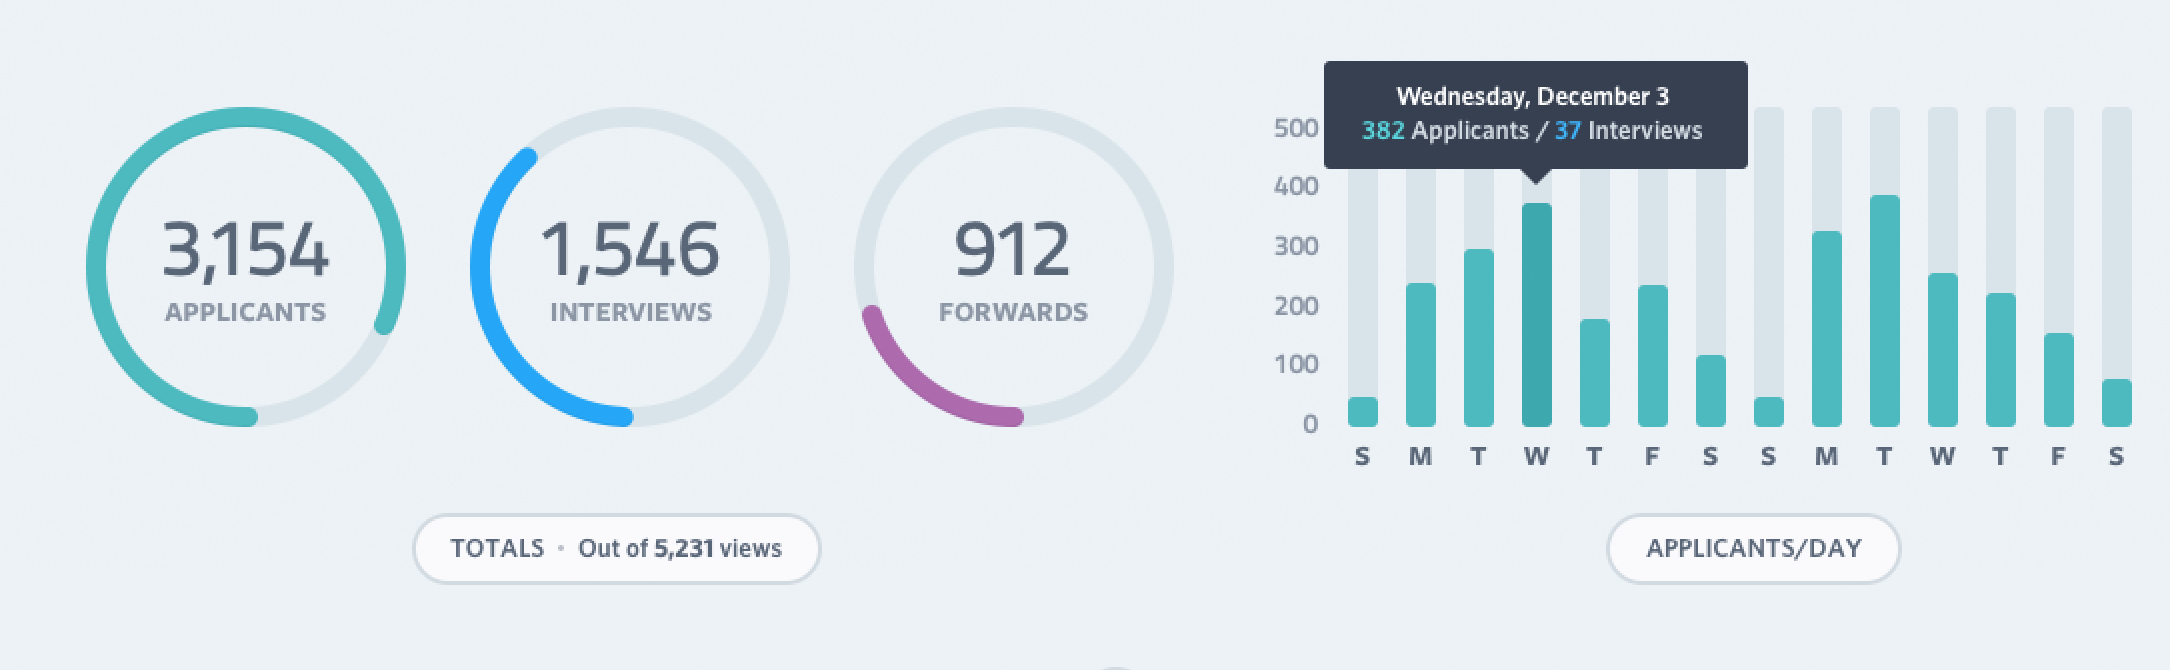 3,154
APPLICANTS
1,546
INTERVIEWS
912
FORWARDS
TOTALS • Out of 5,231 views
Wednesday, December 3
382 Applicants / 37 Interviews
500
400
300
200
100
0
S M T W T F S S M T W T F S
APPLICANTS/DAY